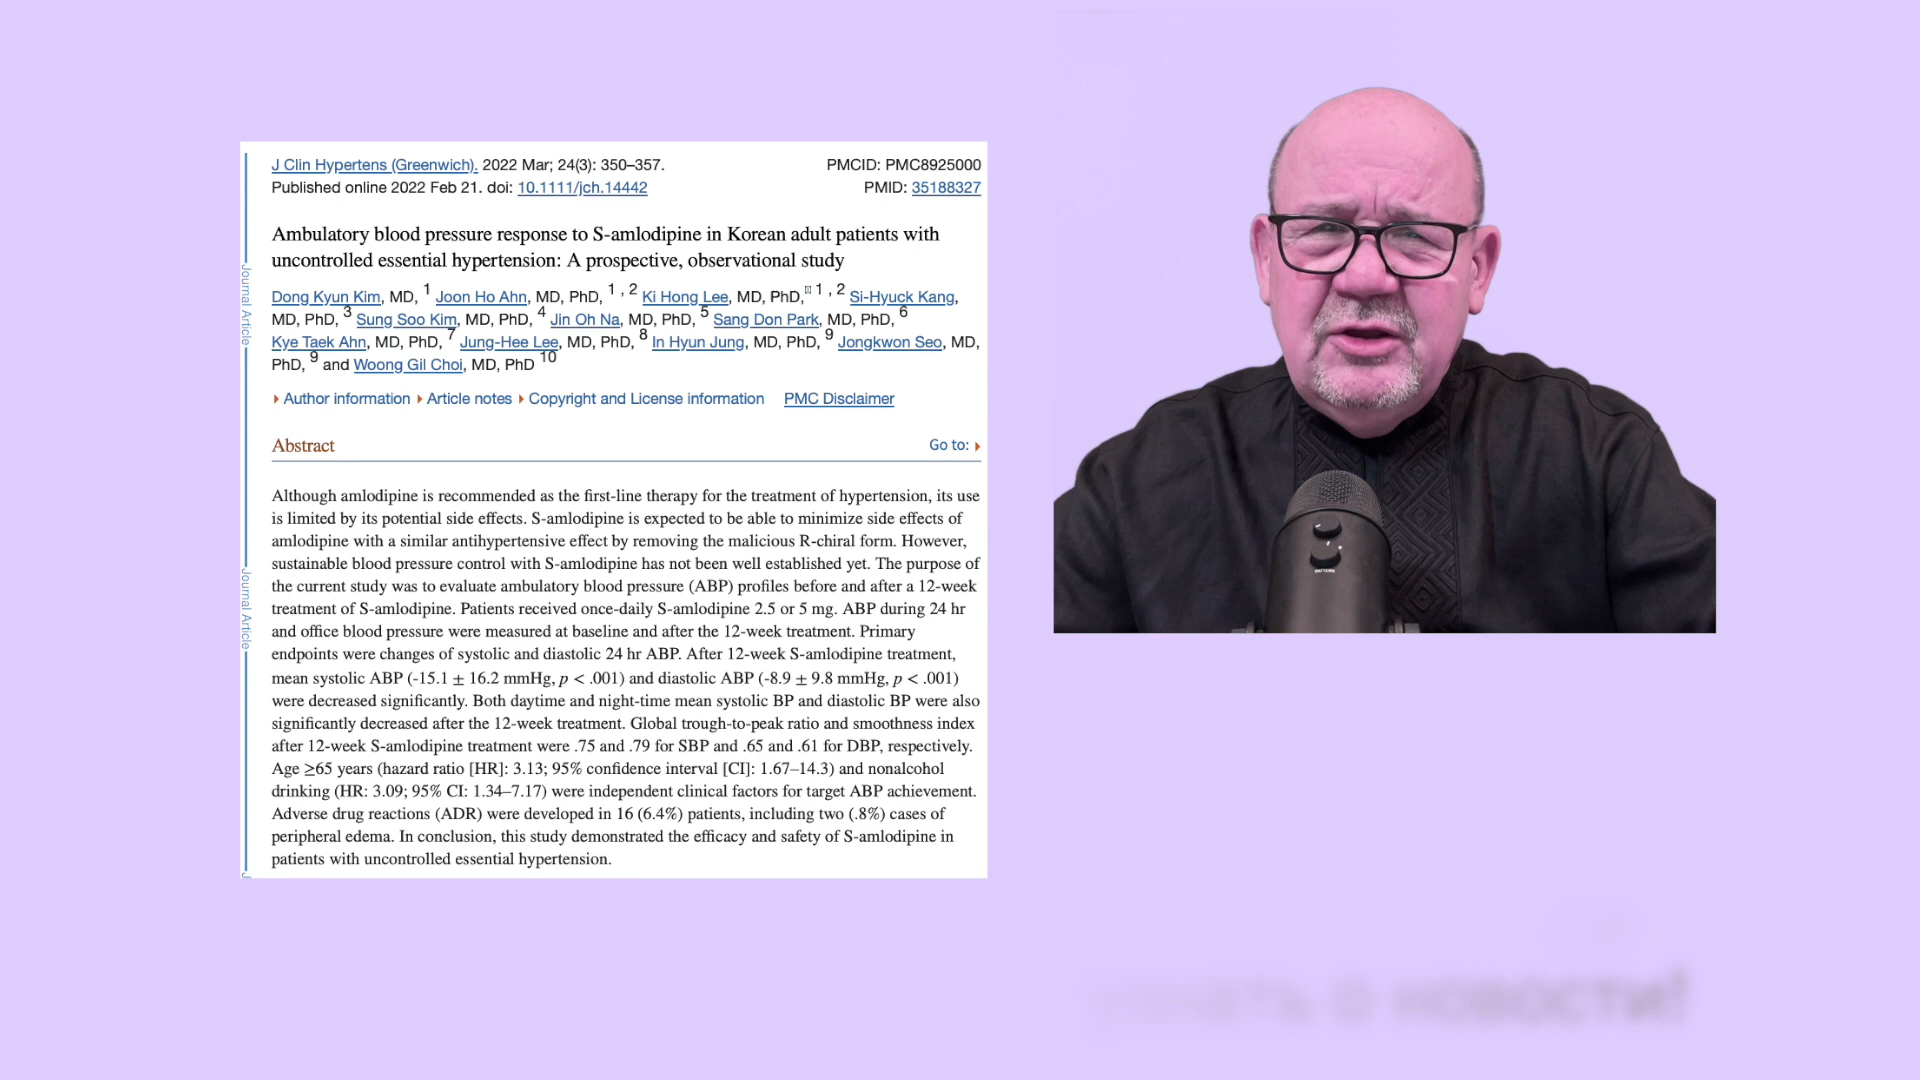 J Clin Hypertens (Greenwich). 2022 Mar; 24(3): 350–357.
PMCID: PMC8925000
Published online 2022 Feb 21. doi: 10.1111/jch.14442
PMID: 35188327
Ambulatory blood pressure response to S-amlodipine in Korean adult patients with
uncontrolled essential hypertension: A prospective, observational study
Dong Kyun Kim, MD, 1 Joon Ho Ahn, MD, PhD, 1 , 2 Ki Hong Lee, MD, PhD, 1 , 2 Si-Hyuck Kang,
MD, PhD, 3 Sung Soo Kim, MD, PhD, 4 Jin Oh Na, MD, PhD, 5 Sang Don Park, MD, PhD, 6
Kye Taek Ahn, MD, PhD, 7 Jung-Hee Lee, MD, PhD, 8 In Hyun Jung, MD, PhD, 9 Jongkwon Seo, MD,
PhD, 9 and Woong Gil Choi, MD, PhD 10
Author information Article notes Copyright and License information PMC Disclaimer
Abstract
Go to:
Although amlodipine is recommended as the first-line therapy for the treatment of hypertension, its use
is limited by its potential side effects. S-amlodipine is expected to be able to minimize side effects of
amlodipine with a similar antihypertensive effect by removing the malicious R-chiral form. However,
sustainable blood pressure control with S-amlodipine has not been well established yet. The purpose of
the current study was to evaluate ambulatory blood pressure (ABP) profiles before and after a 12-week
treatment of S-amlodipine. Patients received once-daily S-amlodipine 2.5 or 5 mg. ABP during 24 hr
and office blood pressure were measured at baseline and after the 12-week treatment. Primary
endpoints were changes of systolic and diastolic 24 hr ABP. After 12-week S-amlodipine treatment,
mean systolic ABP (-15.1 ± 16.2 mmHg, p < .001) and diastolic ABP (-8.9 ± 9.8 mmHg, p < .001)
were decreased significantly. Both daytime and night-time mean systolic BP and diastolic BP were also
significantly decreased after the 12-week treatment. Global trough-to-peak ratio and smoothness index
after 12-week S-amlodipine treatment were .75 and .79 for SBP and .65 and .61 for DBP, respectively.
Age ≥65 years (hazard ratio [HR]: 3.13; 95% confidence interval [CI]: 1.67–14.3) and nonalcohol
drinking (HR: 3.09; 95% CI: 1.34–7.17) were independent clinical factors for target ABP achievement.
Adverse drug reactions (ADR) were developed in 16 (6.4%) patients, including two (.8%) cases of
peripheral edema. In conclusion, this study demonstrated the efficacy and safety of S-amlodipine in
patients with uncontrolled essential hypertension.
Journal Article
Journal Article
о новости!